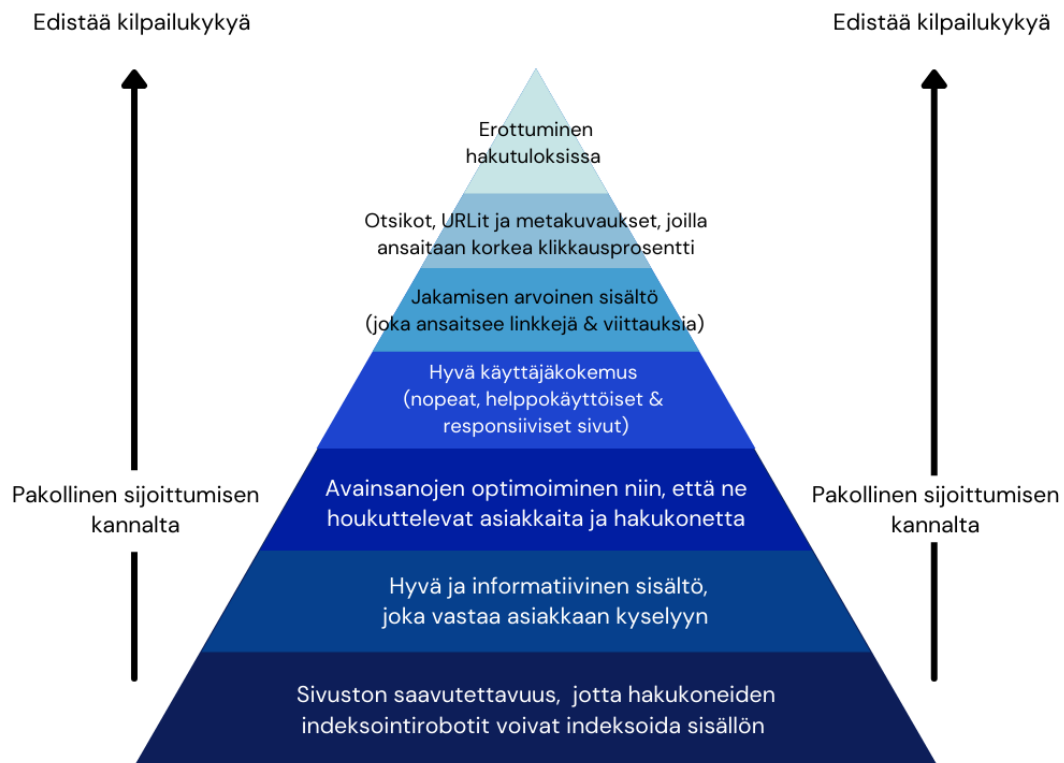 Edistää kilpailukykyä
Edistää kilpailukykyä
Erottuminen
hakutuloksissa
Otsikot, URLit ja metakuvaukset, joilla
ansaitaan korkea klikkausprosentti
Jakamisen arvoinen sisältö
(joka ansaitsee linkkejä & viittauksia)
Hyvä käyttäjäkokemus
(nopeat, helppokäyttöiset &
responsiiviset sivut)
Pakollinen sijoittumisen
kannalta
Avainsanojen optimoiminen niin, että ne
houkuttelevat asiakkaita ja hakukonetta
Pakollinen sijoittumisen
kannalta
Hyvä ja informatiivinen sisältö,
joka vastaa asiakkaan kyselyyn
Sivuston saavutettavuus, jotta hakukoneiden
indeksointirobotit voivat indeksoida sisällön